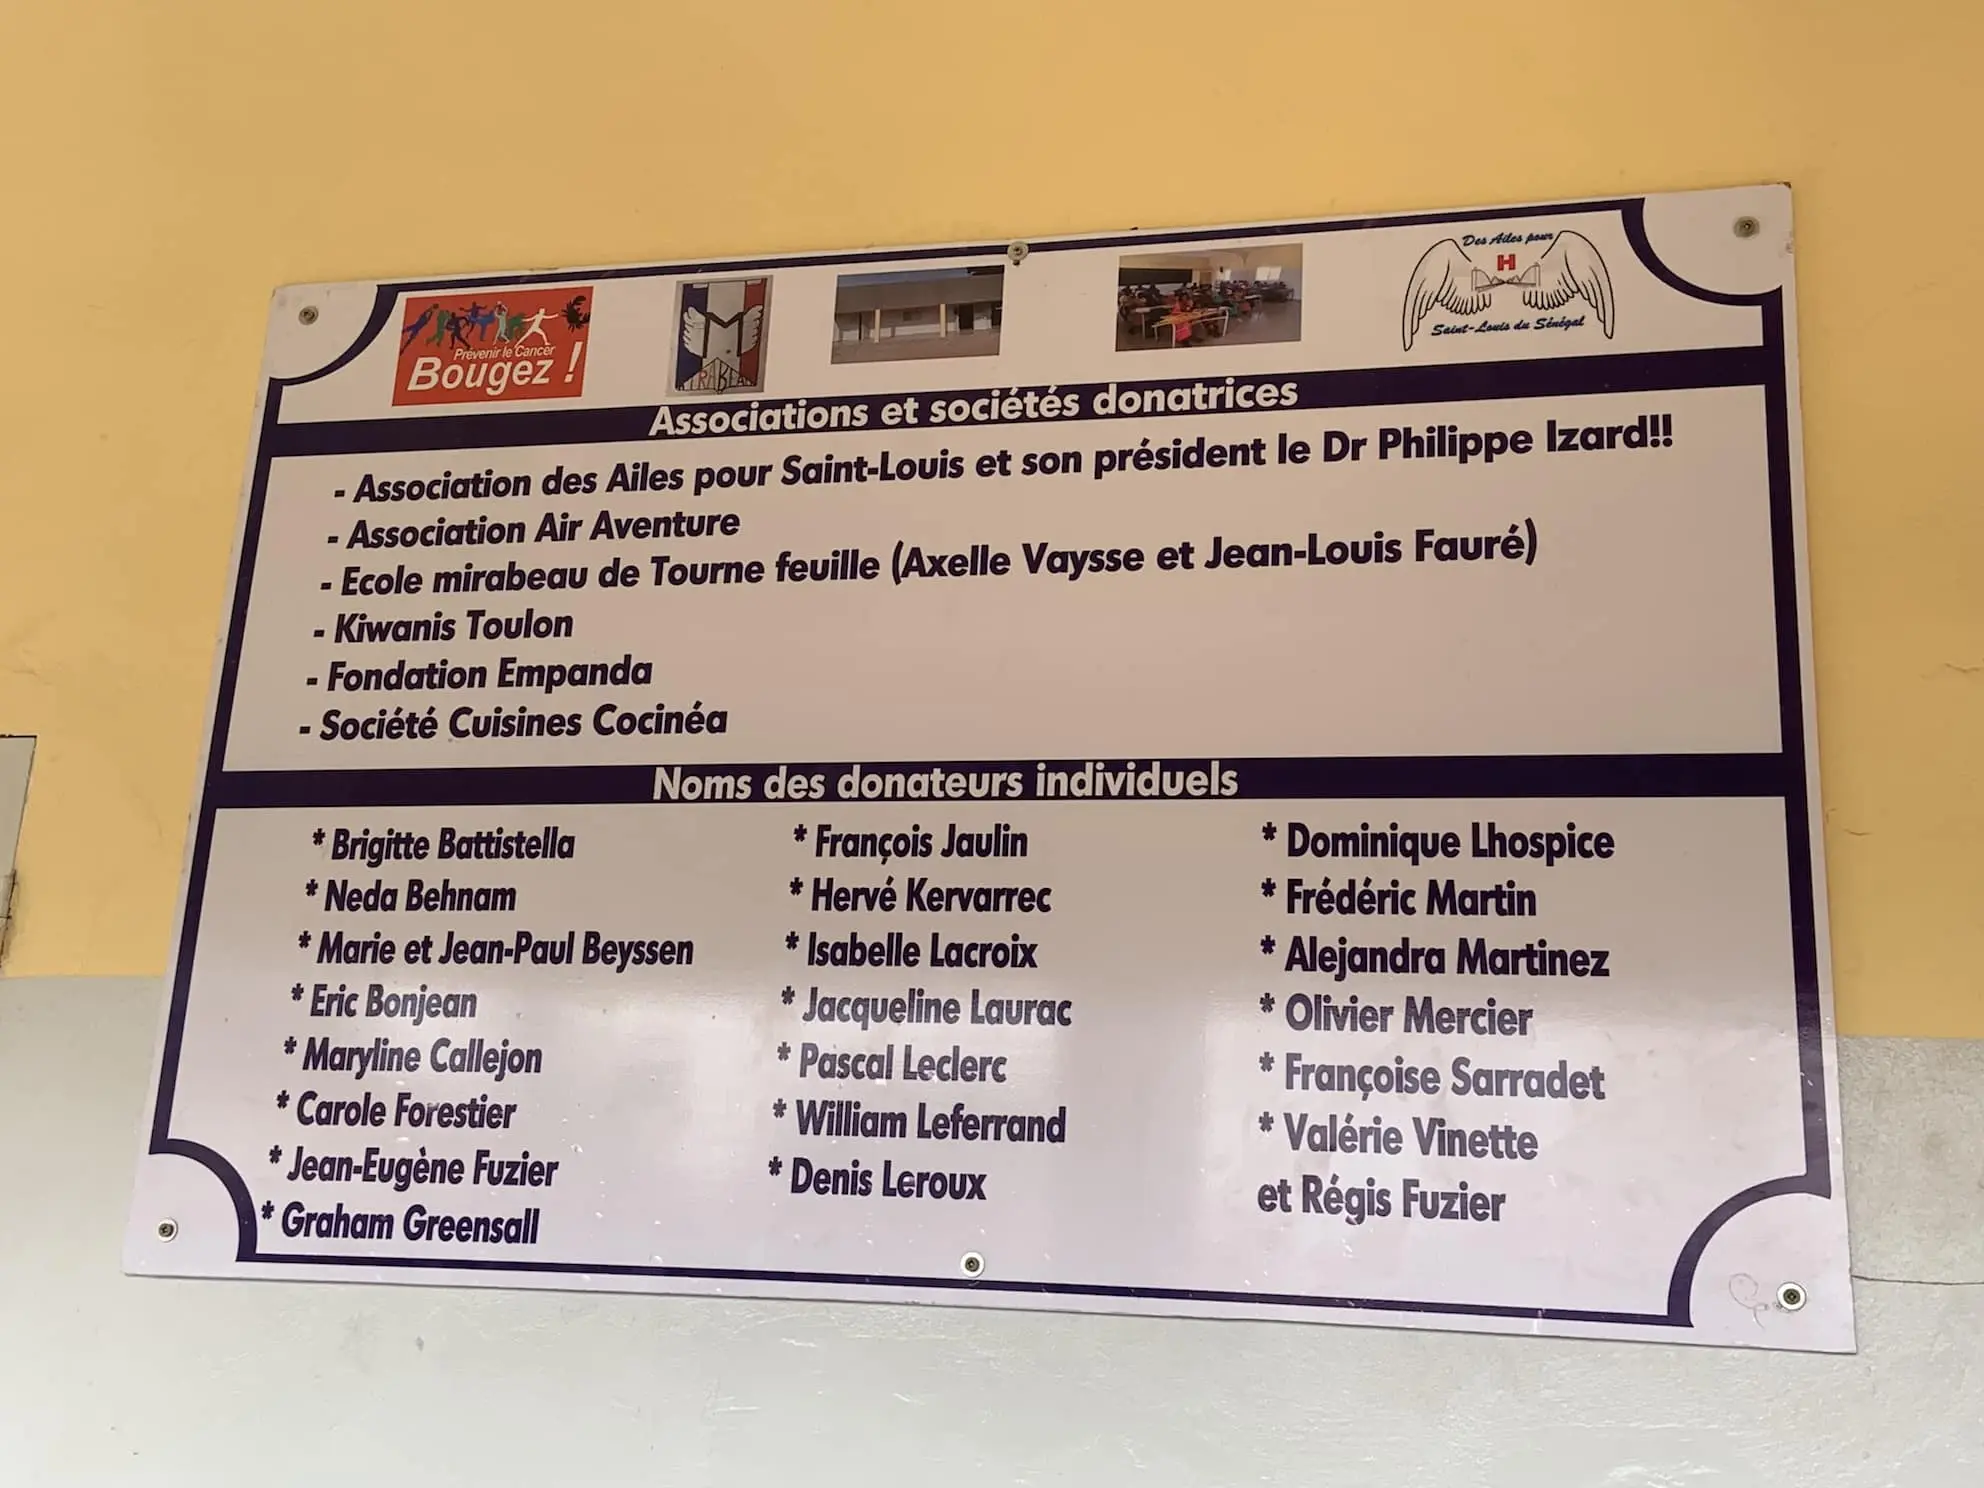 Prévenir le Cancer
Bougez !
Des Ailes pour
H
Saint-Louis du Sénégal
Associations et sociétés donatrices
- Association des Ailes pour Saint-Louis et son président le Dr Philippe Izard!!
- Association Air Aventure
- Ecole mirabeau de Tourne feuille (Axelle Vaysse et Jean-Louis Fauré)
- Kiwanis Toulon
- Fondation Empanda
- Société Cuisines Cocinéa
Noms des donateurs individuels
* Brigitte Battistella
* Neda Behnam
* Marie et Jean-Paul Beyssen
* Eric Bonjean
* Maryline Callejon
* Carole Forestier
* Jean-Eugène Fuzier
* Graham Greensall
* François Jaulin
* Hervé Kervarrec
* Isabelle Lacroix
* Jacqueline Laurac
* Pascal Leclerc
* William Leferrand
* Denis Leroux
* Dominique Lhospice
* Frédéric Martin
* Alejandra Martinez
* Olivier Mercier
* Françoise Sarradet
* Valérie Vinette
et Régis Fuzier